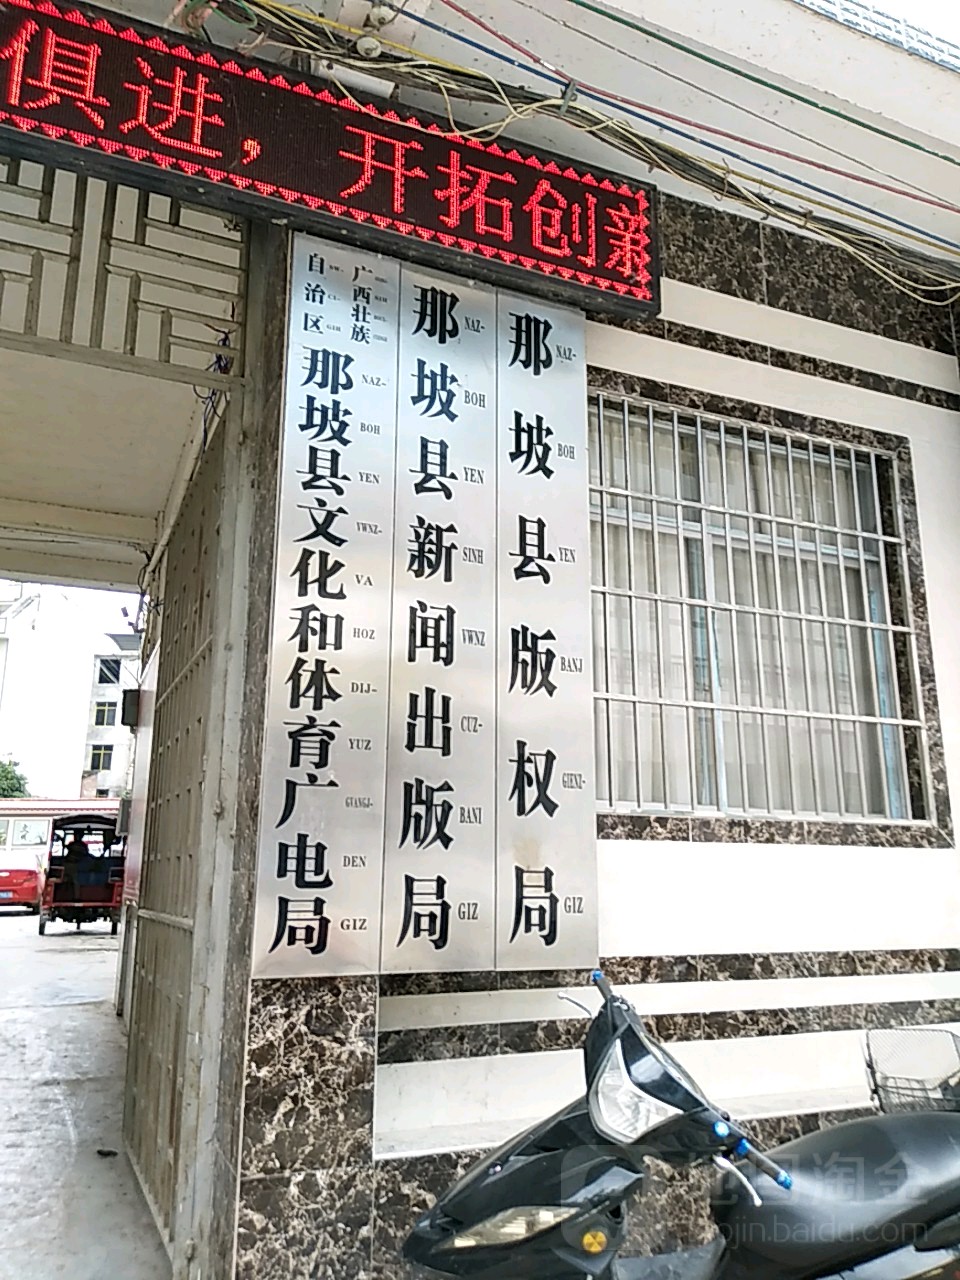 俱进，开拓创新
广西壮族
自治区
那坡县文化和体育广电局
NAZ-
BOH
YEN
VWNZ-
VA
HOZ
DIJ-
YUZ
GVANGJ-
DEN
GIZ
那坡县新闻出版局
NAZ-
BOH
YEN
SINH
VWNZ
CUZ-
BANJ
GIZ
那坡县版权局
NAZ-
BOH
YEN
BANJ
GIENZ-
GIZ